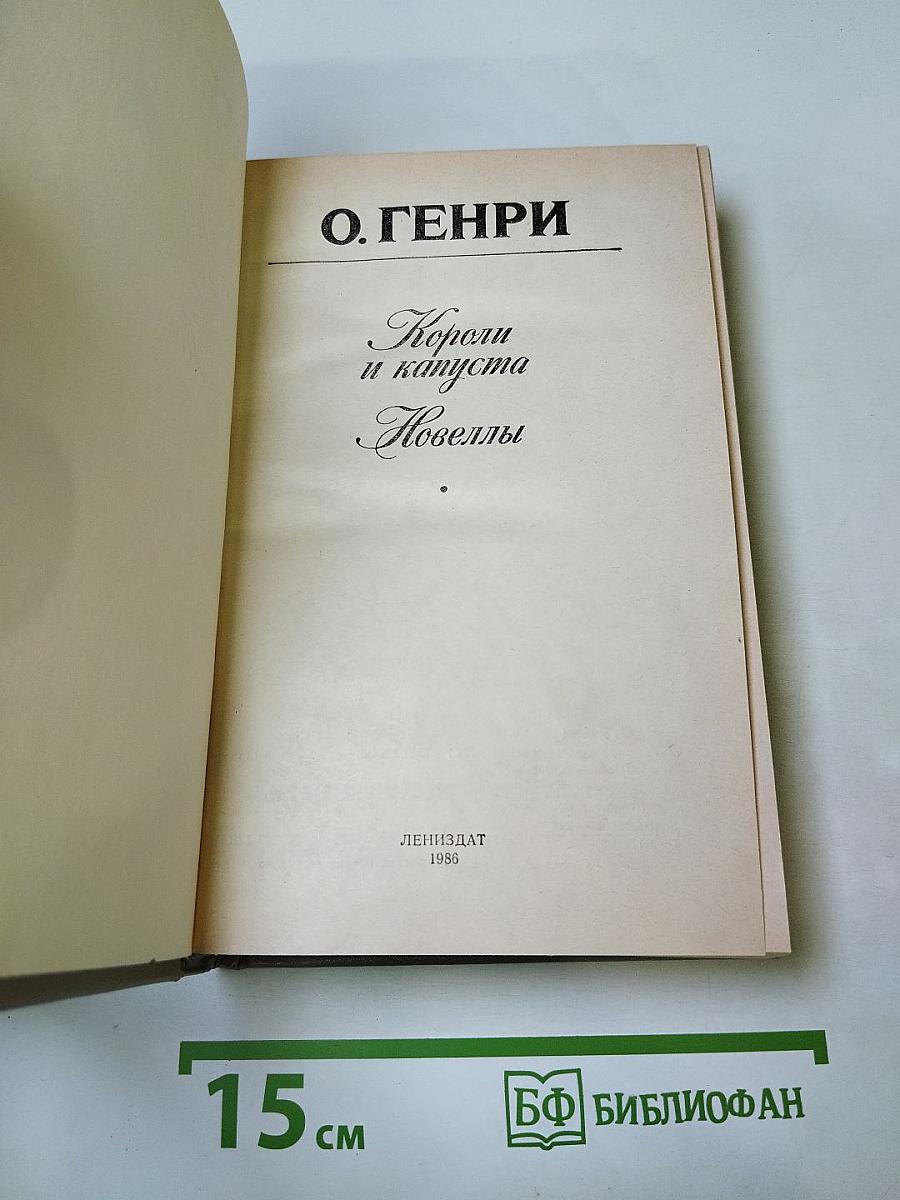 О. ГЕНРИ
Короли
и капуста
Новеллы
ЛЕНИЗДАТ
1986
15 см
БФ БИБЛИОФАН